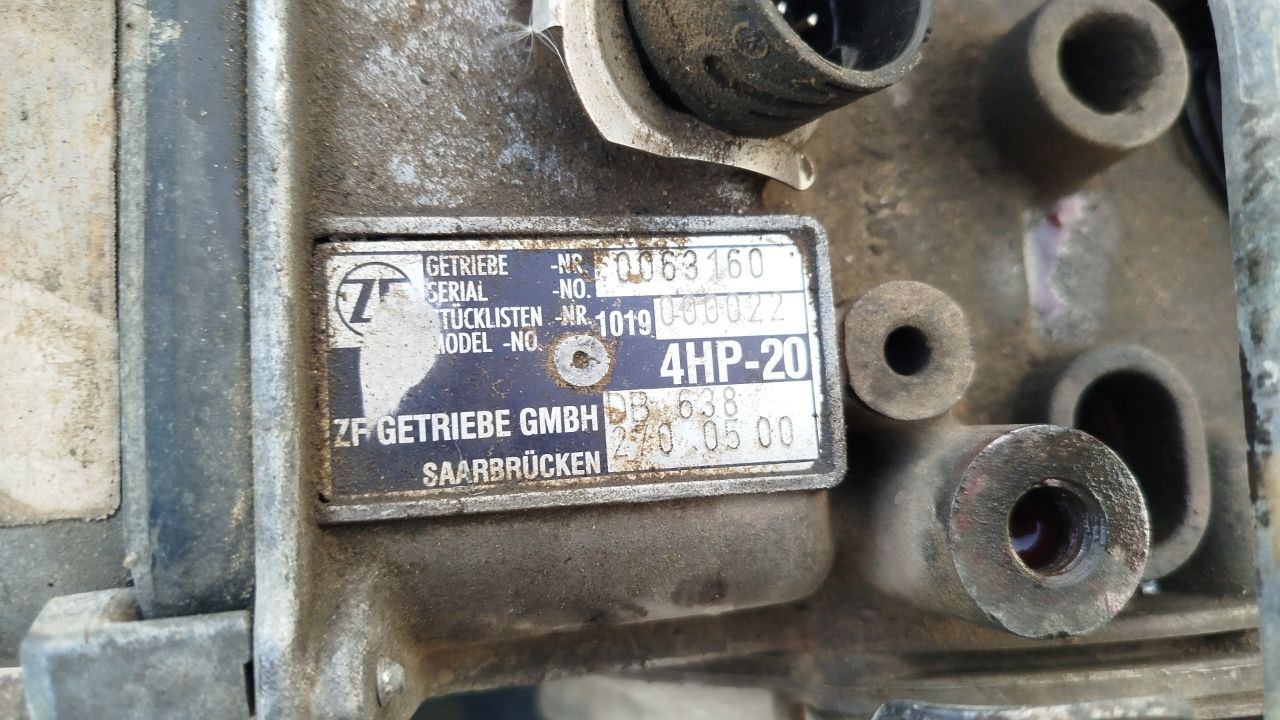 ZF
GETRIEBE -NR. 0063160
SERIAL -NO.
TÜCKLISTEN -NR. 1019 000022
MODEL -NO.
4HP-20
ZF GETRIEBE GMBH DB 638
SAARBRÜCKEN 270 05 00